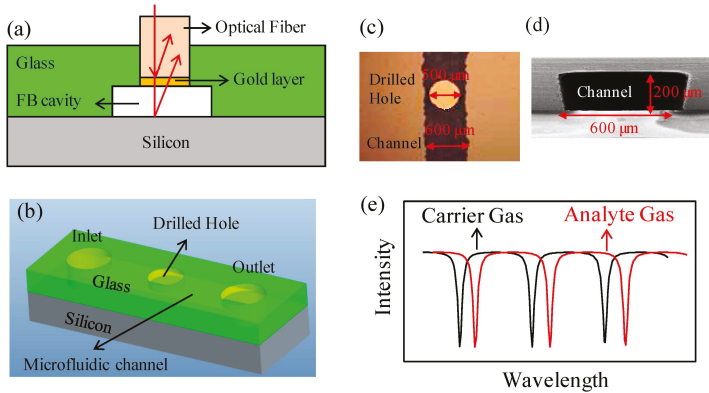 (a)
Optical Fiber
Glass
Gold layer
FB cavity
Silicon
(b)
Inlet
Drilled Hole
Outlet
Glass
Silicon
Microfluidic channel
(c)
Drilled
Hole
500 μm
600 μm
Channel
(d)
Channel
200 μm
600 μm
(e)
Carrier Gas
Analyte Gas
Intensity
Wavelength